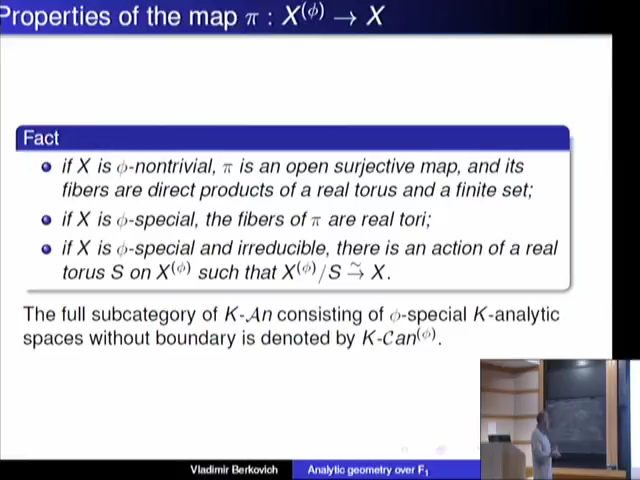 Properties of the map π : X^(ϕ) → X
Fact
if X is ϕ-nontrivial, π is an open surjective map, and its
fibers are direct products of a real torus and a finite set;
if X is ϕ-special, the fibers of π are real tori;
if X is ϕ-special and irreducible, there is an action of a real
torus S on X^(ϕ) such that X^(ϕ)/S ⥲ X.
The full subcategory of K-𝒜n consisting of ϕ-special K-analytic
spaces without boundary is denoted by K-𝒞an^(ϕ).
Vladimir Berkovich
Analytic geometry over F₁